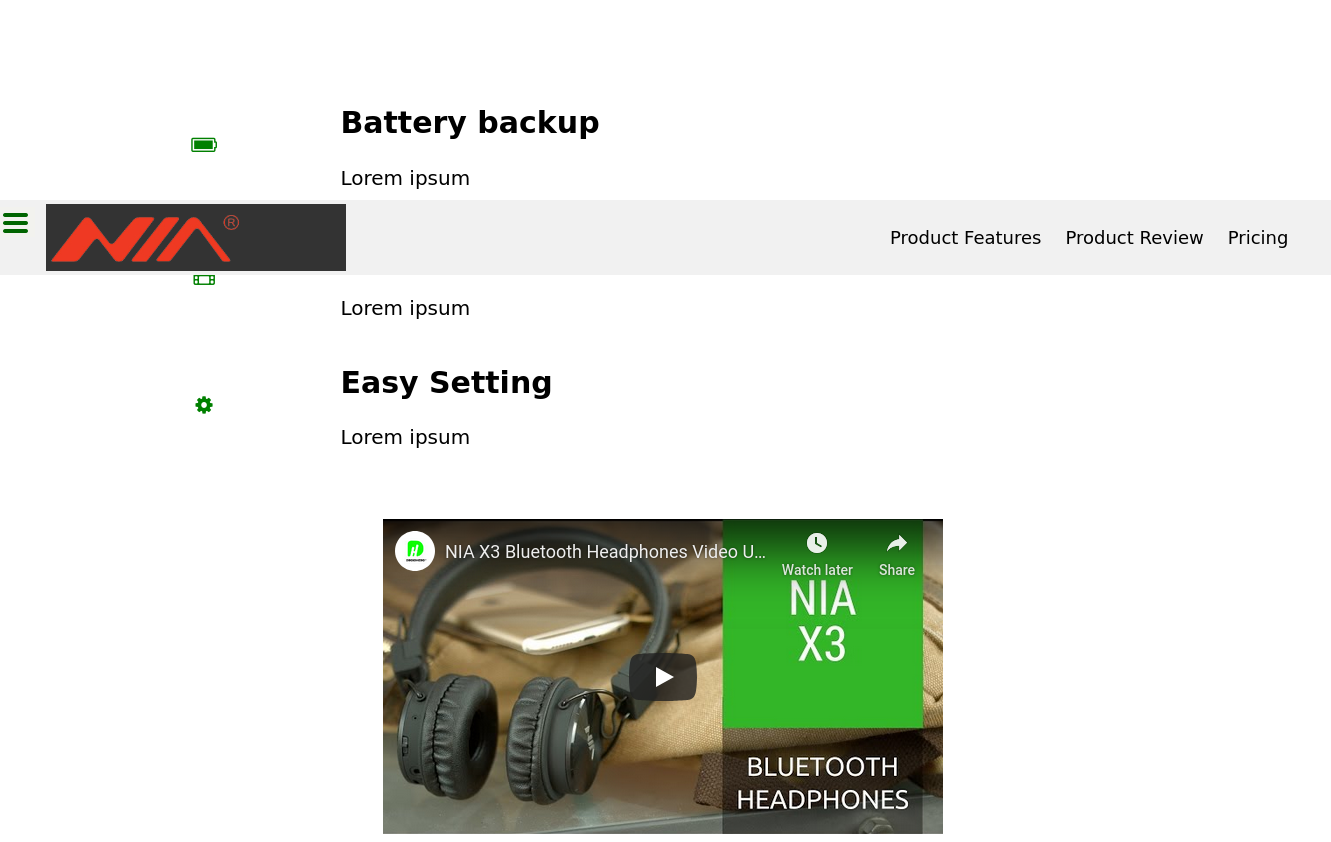 Battery backup
Lorem ipsum
NIA®
Product Features Product Review Pricing
Lorem ipsum
Easy Setting
Lorem ipsum
NIA X3 Bluetooth Headphones Video U...
Watch later Share
NIA
X3
BLUETOOTH
HEADPHONES